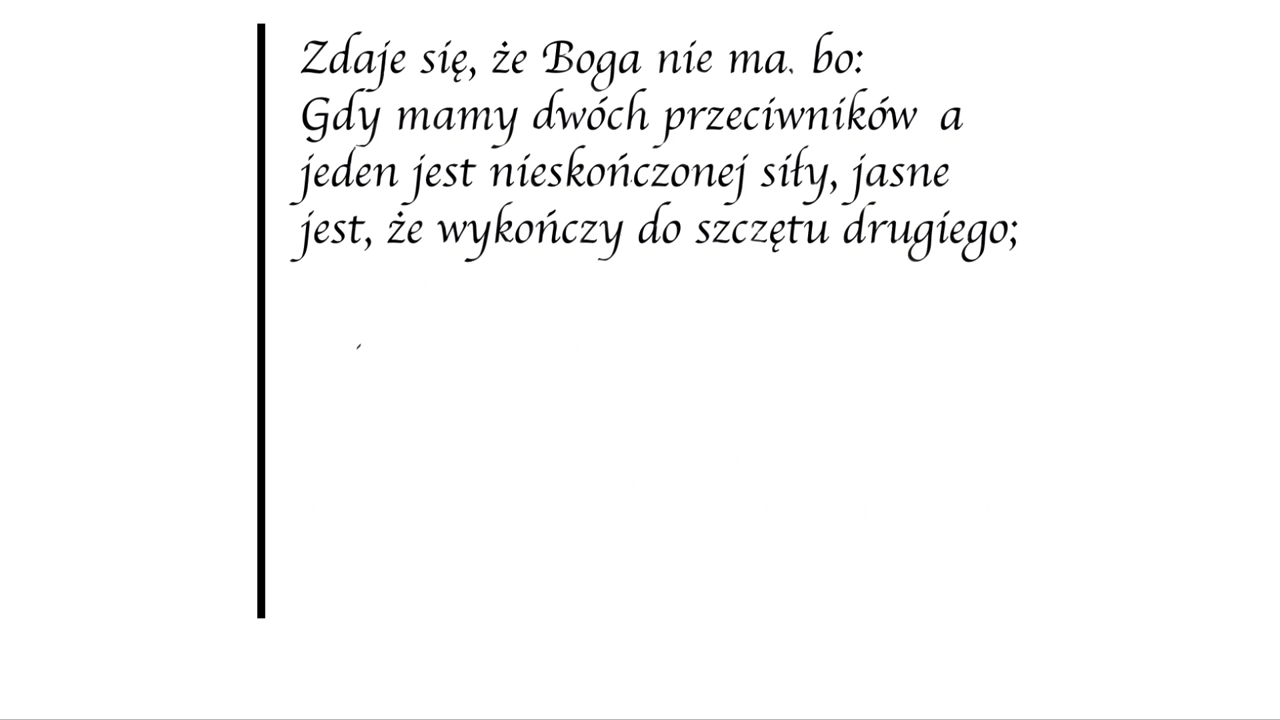 Zdaje się, że Boga nie ma, bo:
Gdy mamy dwóch przeciwników a
jeden jest nieskończonej siły, jasne
jest, że wykończy do szczętu drugiego;